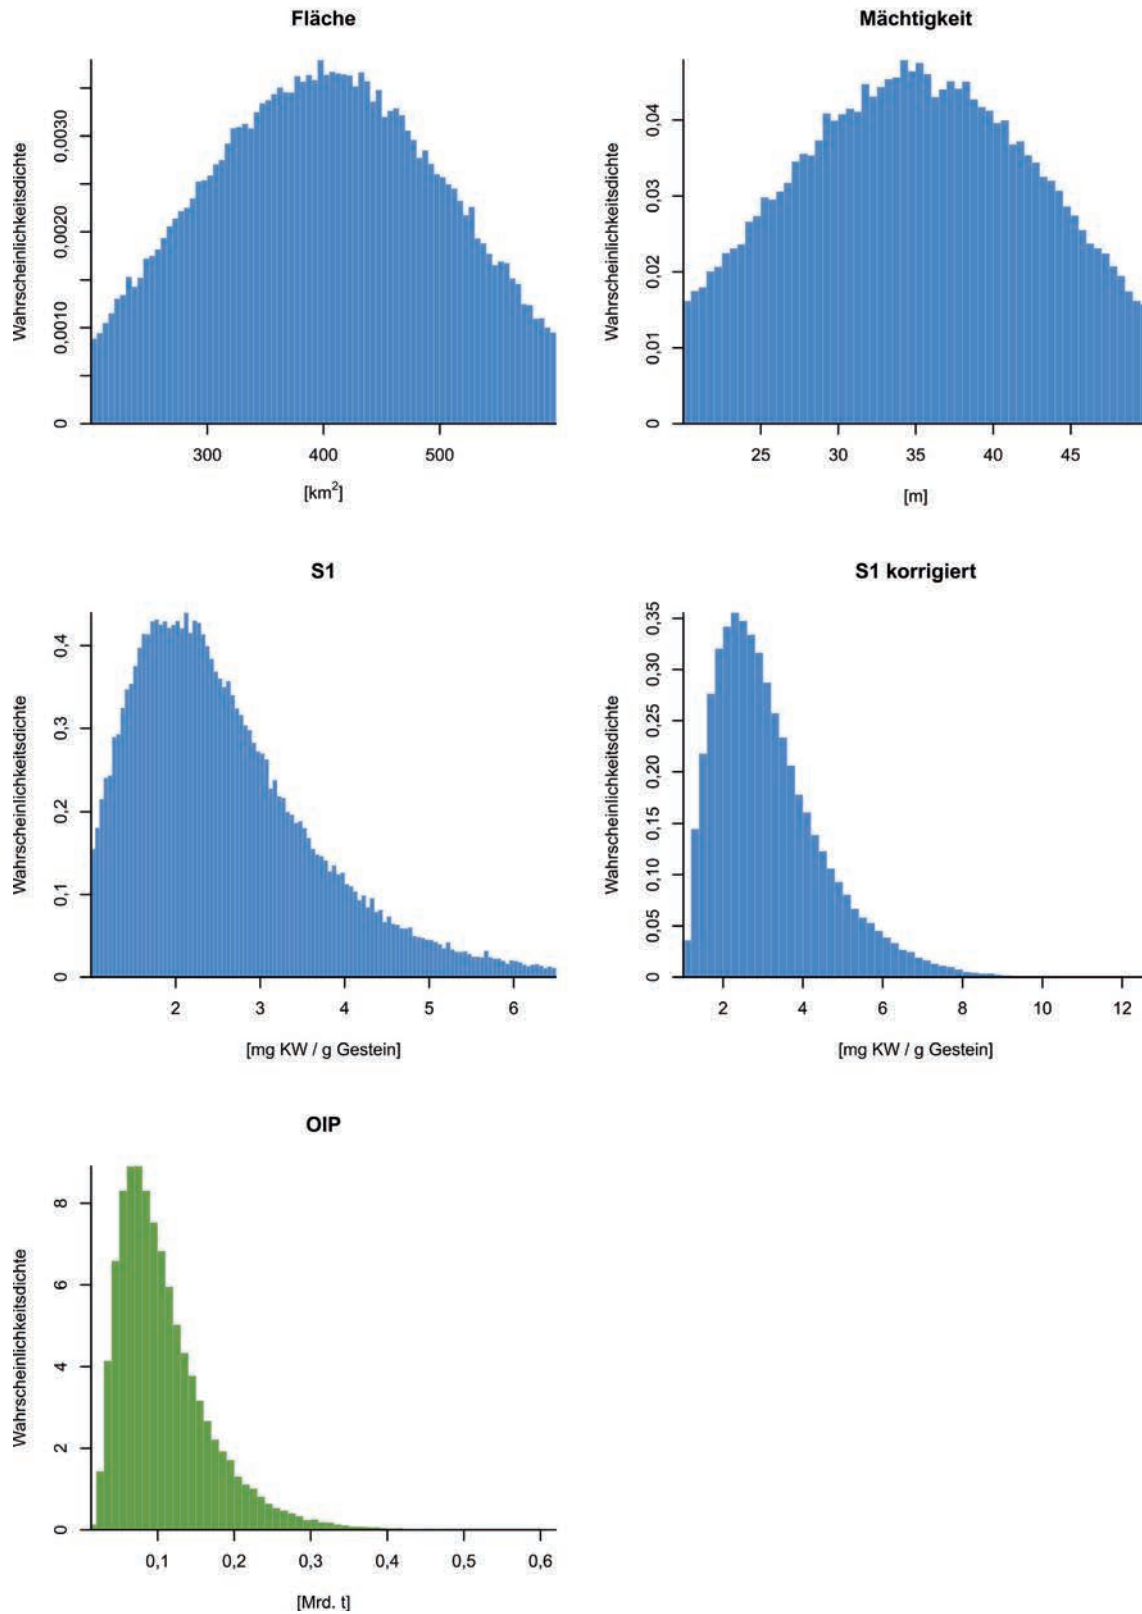 Fläche
Wahrscheinlichkeitsdichte
0,0030
0,0020
0,0010
0
300 400 500
[km²]
Mächtigkeit
Wahrscheinlichkeitsdichte
0,04
0,03
0,02
0,01
0
25 30 35 40 45
[m]
S1
Wahrscheinlichkeitsdichte
0,4
0,3
0,2
0,1
0
2 3 4 5 6
[mg KW / g Gestein]
S1 korrigiert
Wahrscheinlichkeitsdichte
0,35
0,30
0,25
0,20
0,15
0,10
0,05
0
2 4 6 8 10 12
[mg KW / g Gestein]
OIP
Wahrscheinlichkeitsdichte
8
6
4
2
0
0,1 0,2 0,3 0,4 0,5 0,6
[Mrd. t]